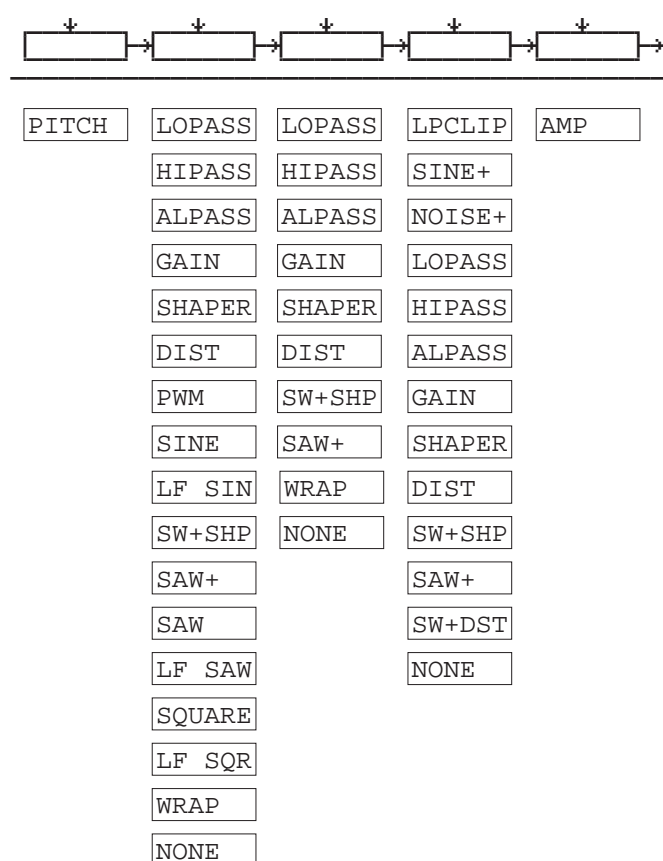 PITCH LOPASS LOPASS LPCLIP AMP
HIPASS HIPASS SINE+
ALPASS ALPASS NOISE+
GAIN GAIN LOPASS
SHAPER SHAPER HIPASS
DIST DIST ALPASS
PWM SW+SHP GAIN
SINE SAW+ SHAPER
LF SIN WRAP DIST
SW+SHP NONE SW+SHP
SAW+ SAW+
SAW SW+DST
LF SAW NONE
SQUARE
LF SQR
WRAP
NONE